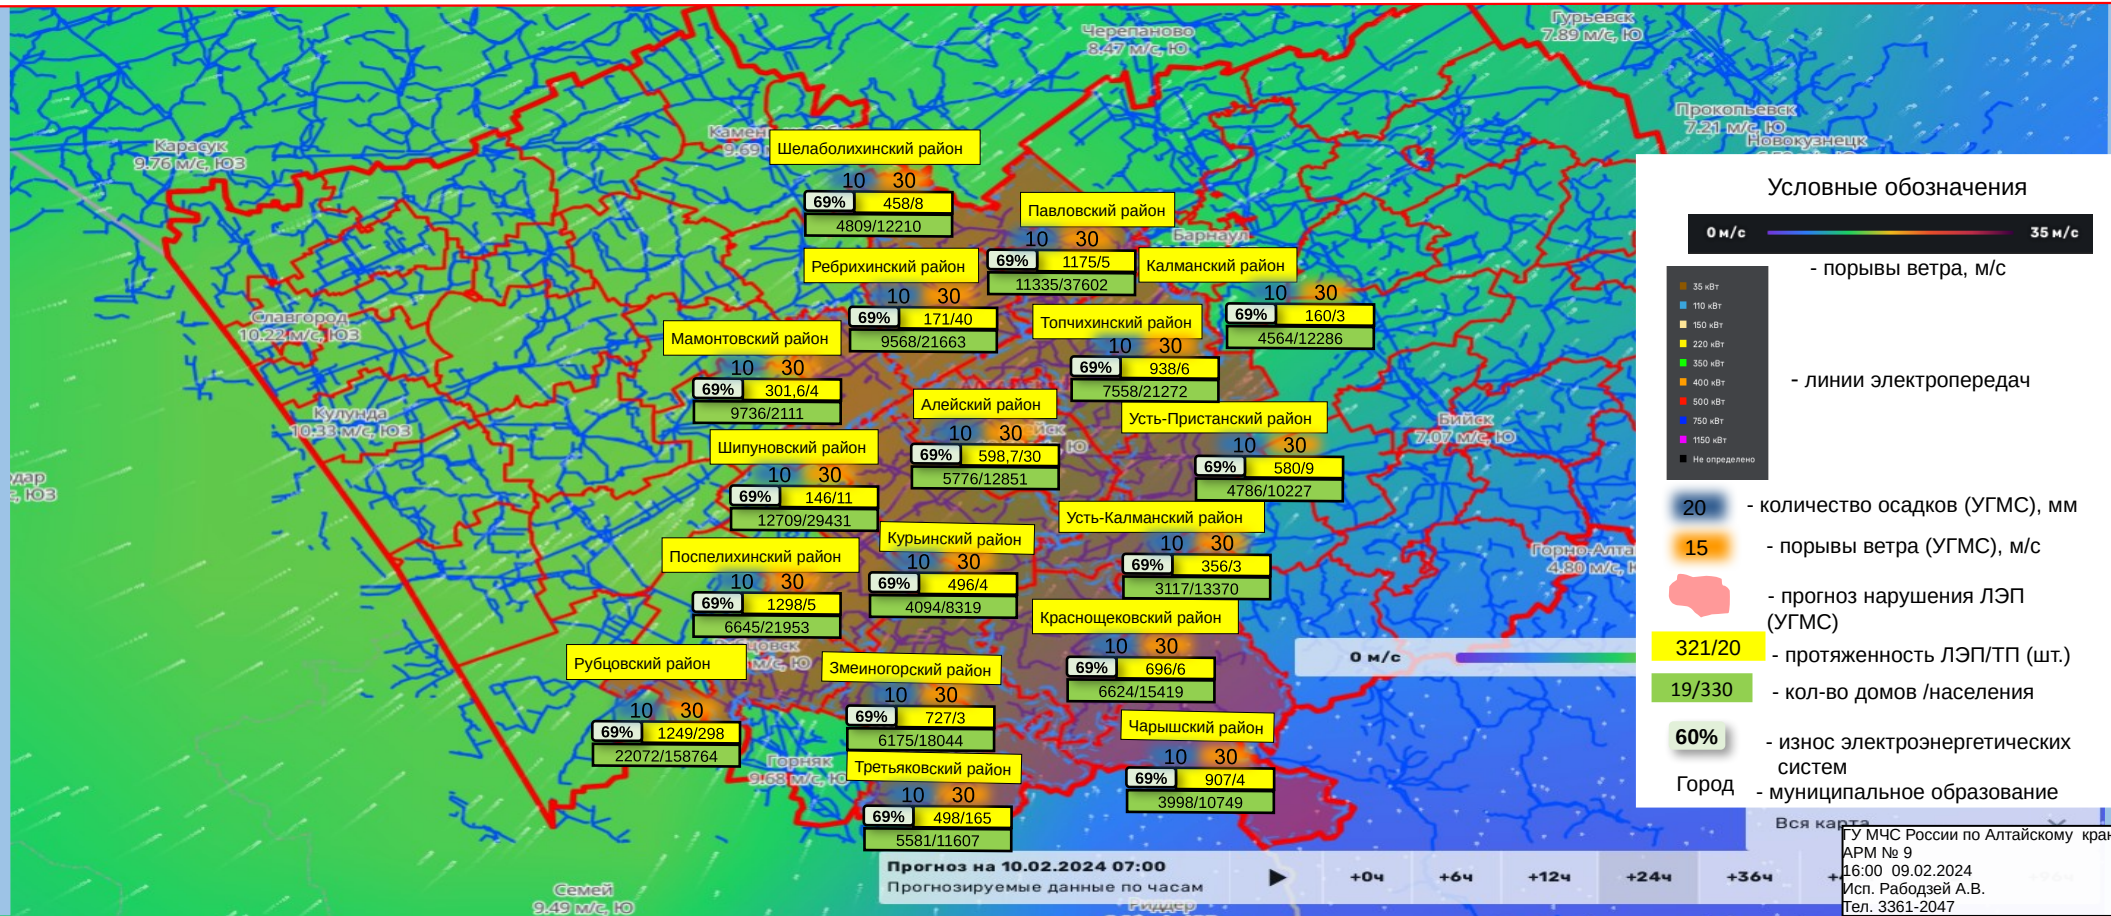 Черепаново
8.47 м/с, Ю
Гурьевск
7.89 м/с, Ю
Прокопьевск
7.21 м/с, Ю
Новокузнецк
Карасук
9.76 м/с, ЮЗ
Шелаболихинский район
10 30
69% 458/8
4809/12210
Павловский район
10 30
69% 1175/5
11335/37602
Барнаул
Ребрихинский район
10 30
69% 171/40
9568/21663
Калманский район
10 30
69% 160/3
4564/12286
Славгород
10.22 м/с, ЮЗ
Мамонтовский район
10 30
69% 301,6/4
9736/2111
Топчихинский район
10 30
69% 938/6
7558/21272
Кулунда
10.33 м/с, ЮЗ
Алейский район
10 30
69% 598,7/30
5776/12851
Усть-Пристанский район
10 30
69% 580/9
4786/10227
Бийск
7.07 м/с, Ю
Шипуновский район
10 30
69% 146/11
12709/29431
Усть-Калманский район
10 30
69% 356/3
3117/13370
Курьинский район
10 30
69% 496/4
4094/8319
Поспелихинский район
10 30
69% 1298/5
6645/21953
Краснощековский район
10 30
69% 696/6
6624/15419
Рубцовский район
10 30
69% 1249/298
22072/158764
Змеиногорский район
10 30
69% 727/3
6175/18044
Чарышский район
10 30
69% 907/4
3998/10749
Горняк
9.68 м/с, Ю
Третьяковский район
10 30
69% 498/165
5581/11607
Семей
9.49 м/с, Ю
Риддер
0 м/с
Условные обозначения
0 м/с 35 м/с
- порывы ветра, м/с
35 кВт
110 кВт
150 кВт
220 кВт
350 кВт
400 кВт
500 кВт
750 кВт
1150 кВт
Не определено
- линии электропередач
20 - количество осадков (УГМС), мм
15 - порывы ветра (УГМС), м/с
- прогноз нарушения ЛЭП
(УГМС)
321/20 - протяженность ЛЭП/ТП (шт.)
19/330 - кол-во домов /населения
60% - износ электроэнергетических
систем
Город - муниципальное образование
Вся карта
Прогноз на 10.02.2024 07:00
Прогнозируемые данные по часам
+0ч +6ч +12ч +24ч +36ч
ГУ МЧС России по Алтайскому
АРМ № 9
16:00 09.02.2024
Исп. Рабодзей А.В.
Тел. 3361-2047